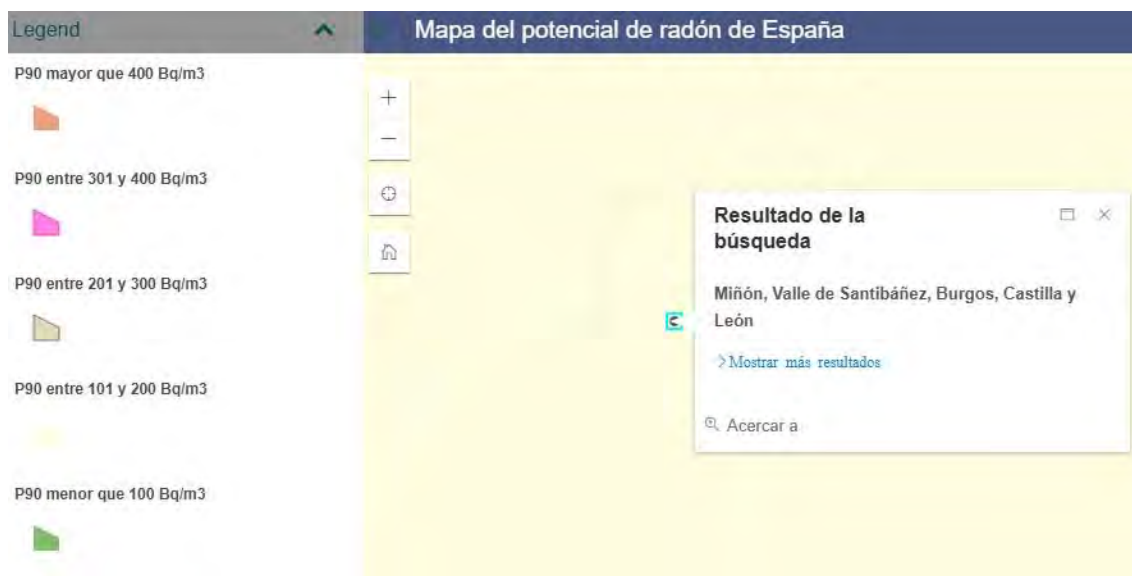 Legend
Mapa del potencial de radón de España
P90 mayor que 400 Bq/m3
P90 entre 301 y 400 Bq/m3
P90 entre 201 y 300 Bq/m3
P90 entre 101 y 200 Bq/m3
P90 menor que 100 Bq/m3
Resultado de la
búsqueda
Miñón, Valle de Santibáñez, Burgos, Castilla y
León
Mostrar más resultados
Acercar a